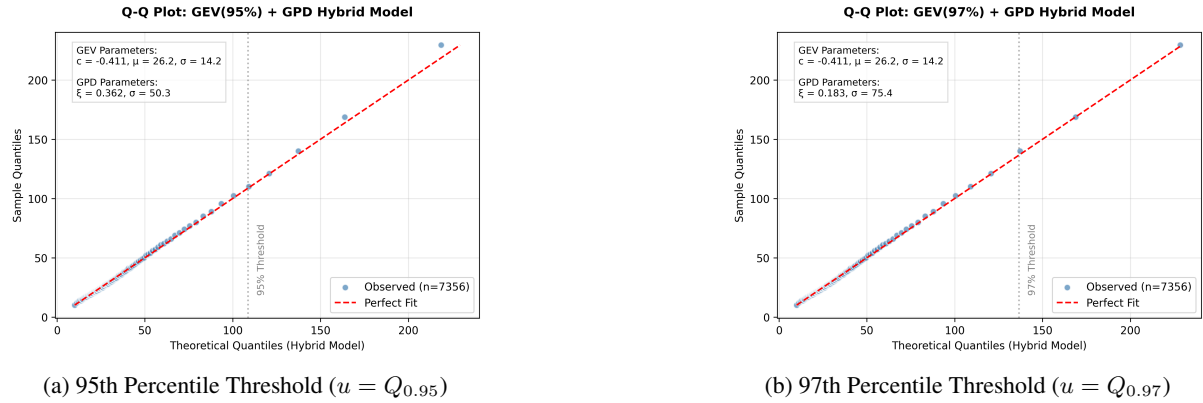 Q-Q Plot: GEV(95%) + GPD Hybrid Model
GEV Parameters:
c = -0.411, μ = 26.2, σ = 14.2
GPD Parameters:
ξ = 0.362, σ = 50.3
Sample Quantiles
200
150
100
50
0
95% Threshold
Observed (n=7356)
Perfect Fit
0
50
100
150
200
Theoretical Quantiles (Hybrid Model)
(a) 95th Percentile Threshold (u = Q0.95)
Q-Q Plot: GEV(97%) + GPD Hybrid Model
GEV Parameters:
c = -0.411, μ = 26.2, σ = 14.2
GPD Parameters:
ξ = 0.183, σ = 75.4
Sample Quantiles
200
150
100
50
0
97% Threshold
Observed (n=7356)
Perfect Fit
0
50
100
150
200
Theoretical Quantiles (Hybrid Model)
(b) 97th Percentile Threshold (u = Q0.97)